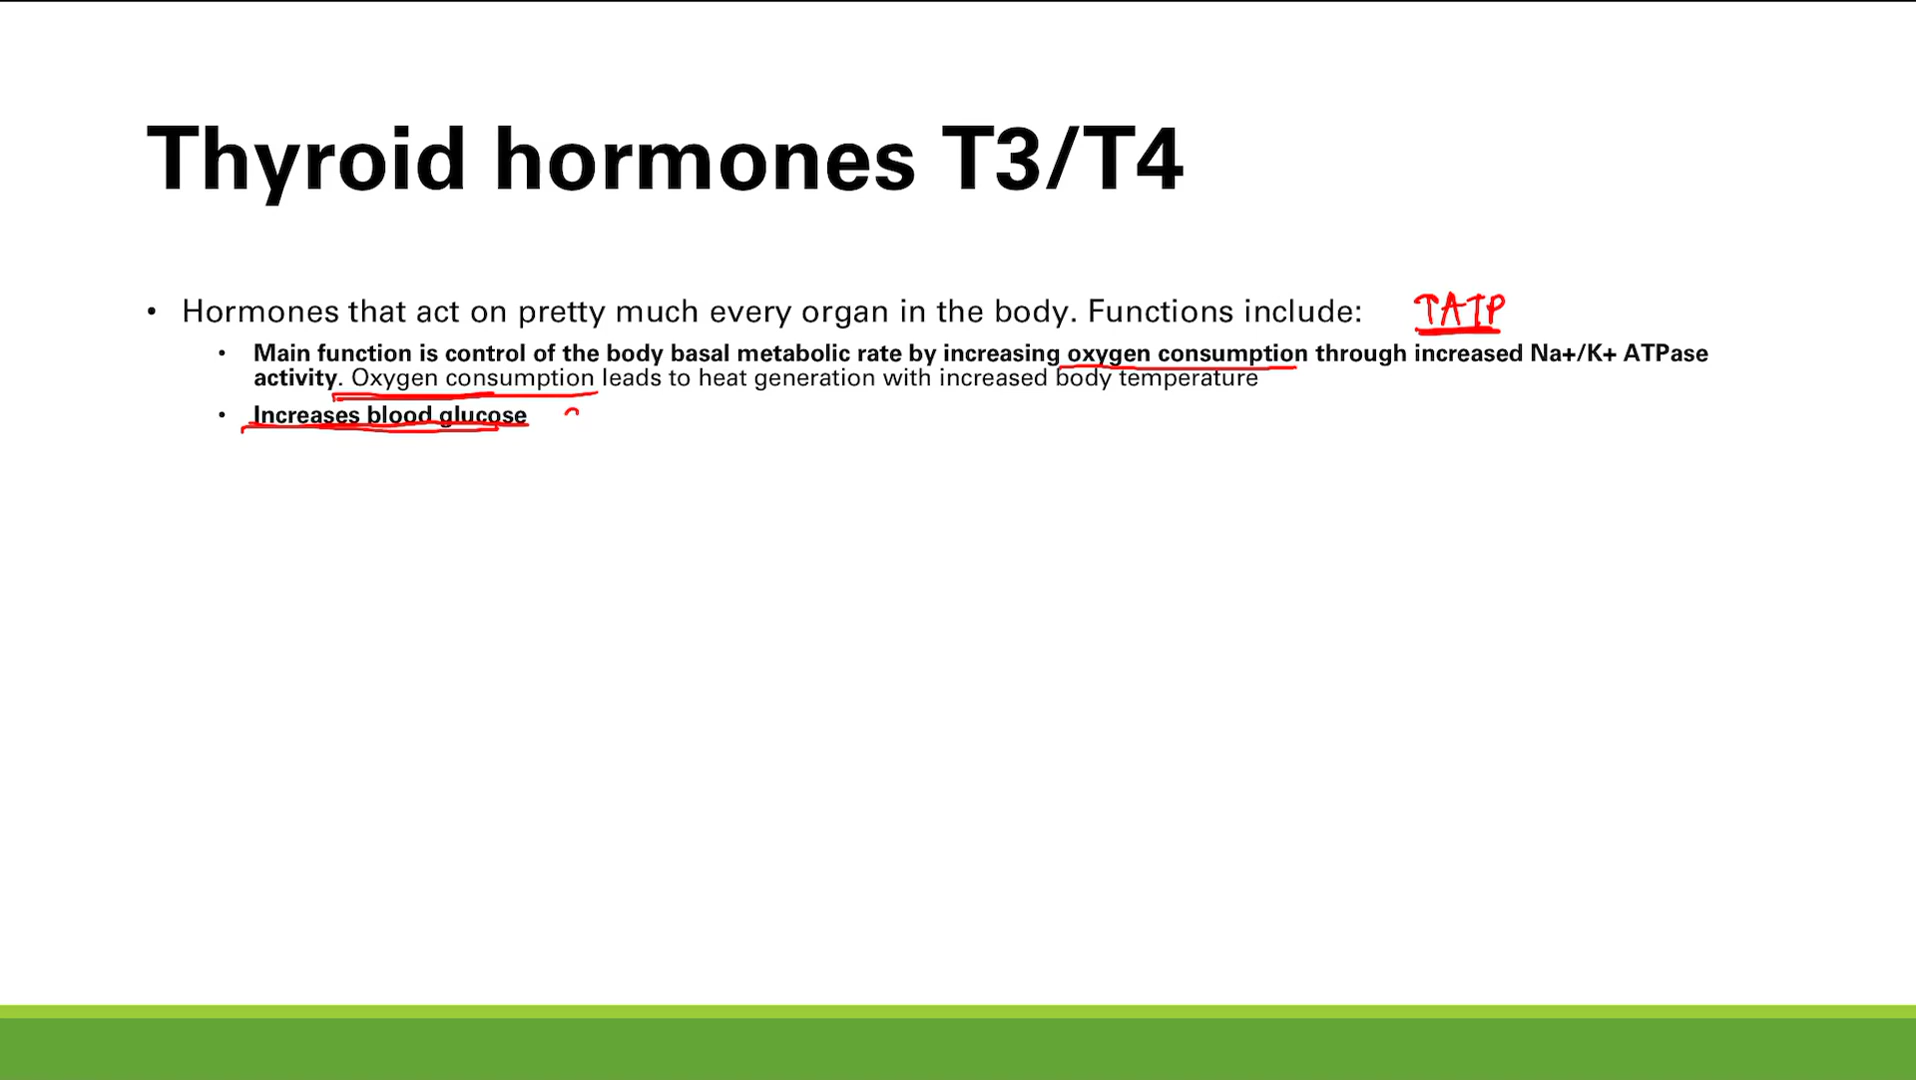 Thyroid hormones T3/T4
• Hormones that act on pretty much every organ in the body. Functions include: TATP
• Main function is control of the body basal metabolic rate by increasing oxygen consumption through increased Na+/K+ ATPase
activity. Oxygen consumption leads to heat generation with increased body temperature
• Increases blood glucose